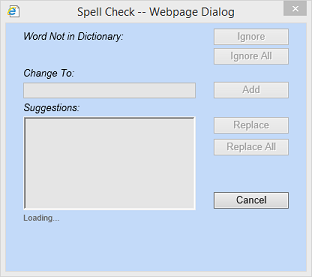 Spell Check -- Webpage Dialog
Word Not in Dictionary:
Ignore
Ignore All
Change To:
Add
Suggestions:
Replace
Replace All
Cancel
Loading...